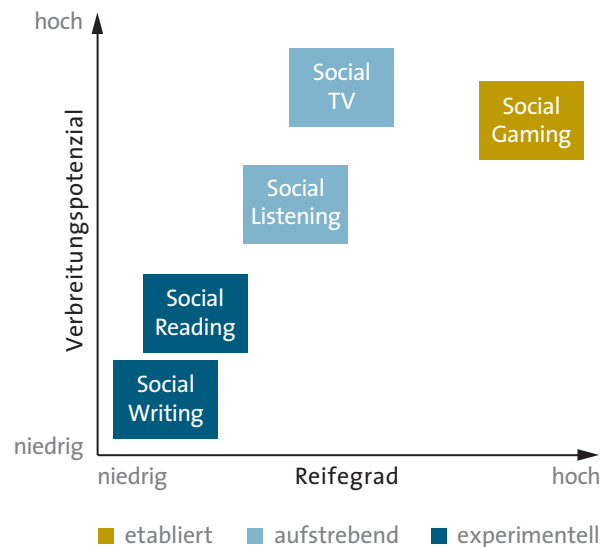 hoch
Verbreitungspotenzial
Social
TV
Social
Gaming
Social
Listening
Social
Reading
Social
Writing
niedrig
niedrig
Reifegrad
hoch
etabliert
aufstrebend
experimentell